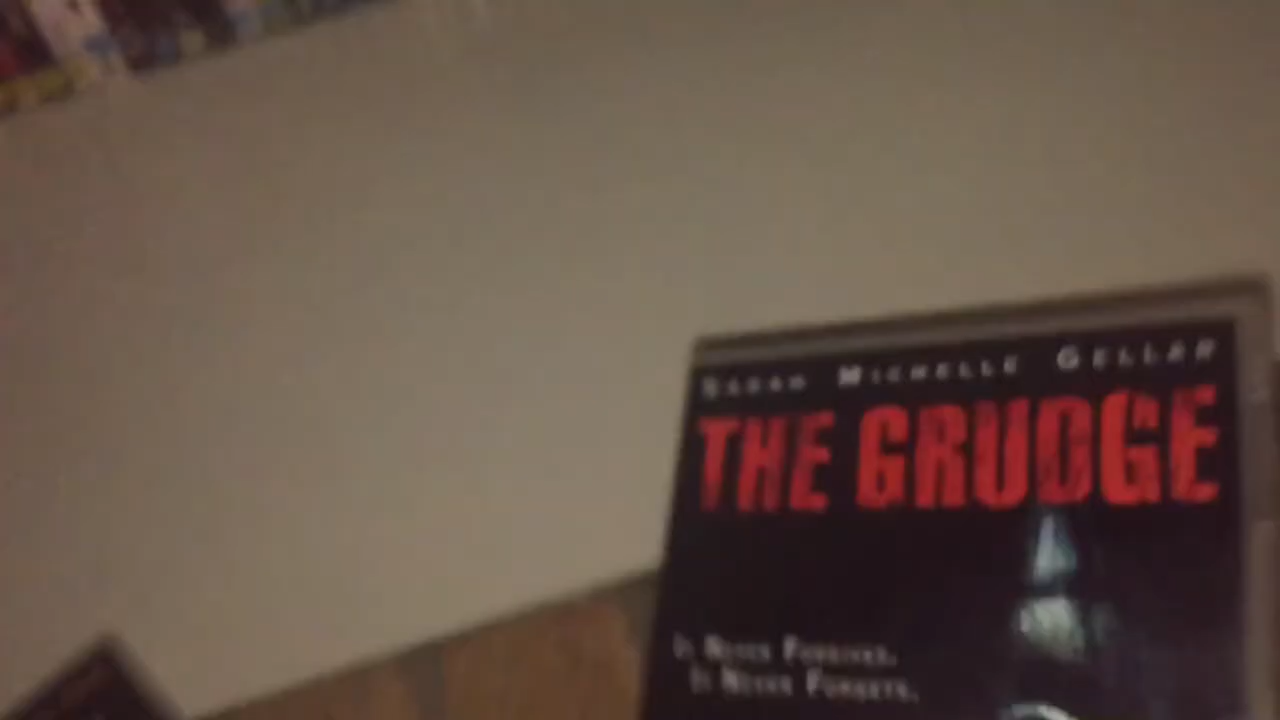 SARAH MICHELLE GELLAR
THE GRUDGE
IT NEVER FORGIVES.
IT NEVER FORGETS.